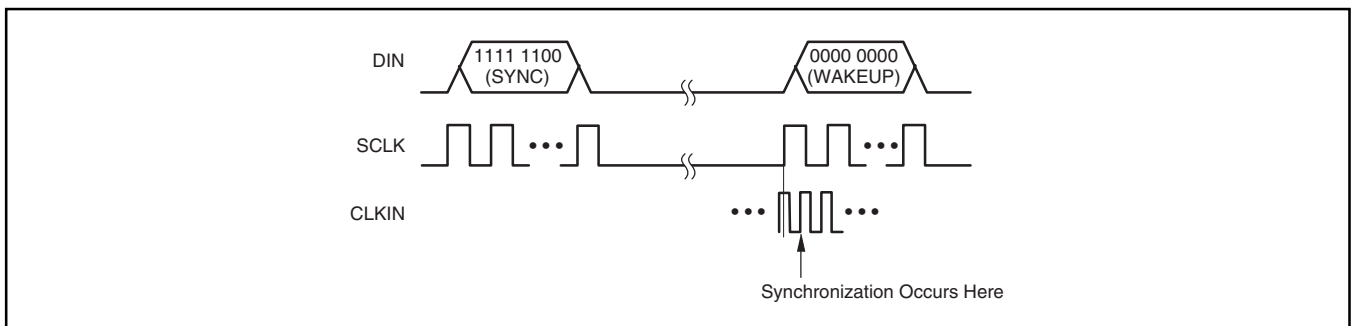 DIN
1111 1100
(SYNC)
0000 0000
(WAKEUP)
SCLK
CLKIN
Synchronization Occurs Here